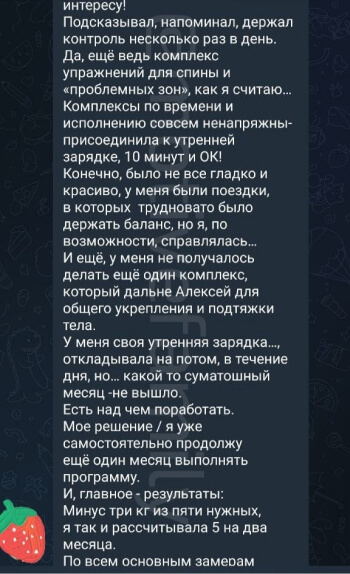 интересу!
Подсказывал, напоминал, держал
контроль несколько раз в день.
Да, ещё ведь комплекс
упражнений для спины и
«проблемных зон», как я считаю...
Комплексы по времени и
исполнению совсем ненапряжны-
присоединила к утренней
зарядке, 10 минут и ОК!
Конечно, было не все гладко и
красиво, у меня были поездки,
в которых трудновато было
держать баланс, но я, по
возможности, справлялась...
И ещё, у меня не получалось
делать ещё один комплекс,
который дальне Алексей для
общего укрепления и подтяжки
тела.
У меня своя утренняя зарядка...,
откладывала на потом, в течение
дня, но... какой то суматошный
месяц -не вышло.
Есть над чем поработать.
Мое решение / я уже
самостоятельно продолжу
ещё один месяц выполнять
программу.
И, главное - результаты:
Минус три кг из пяти нужных,
я так и рассчитывала 5 на два
месяца.
По всем основным замерам